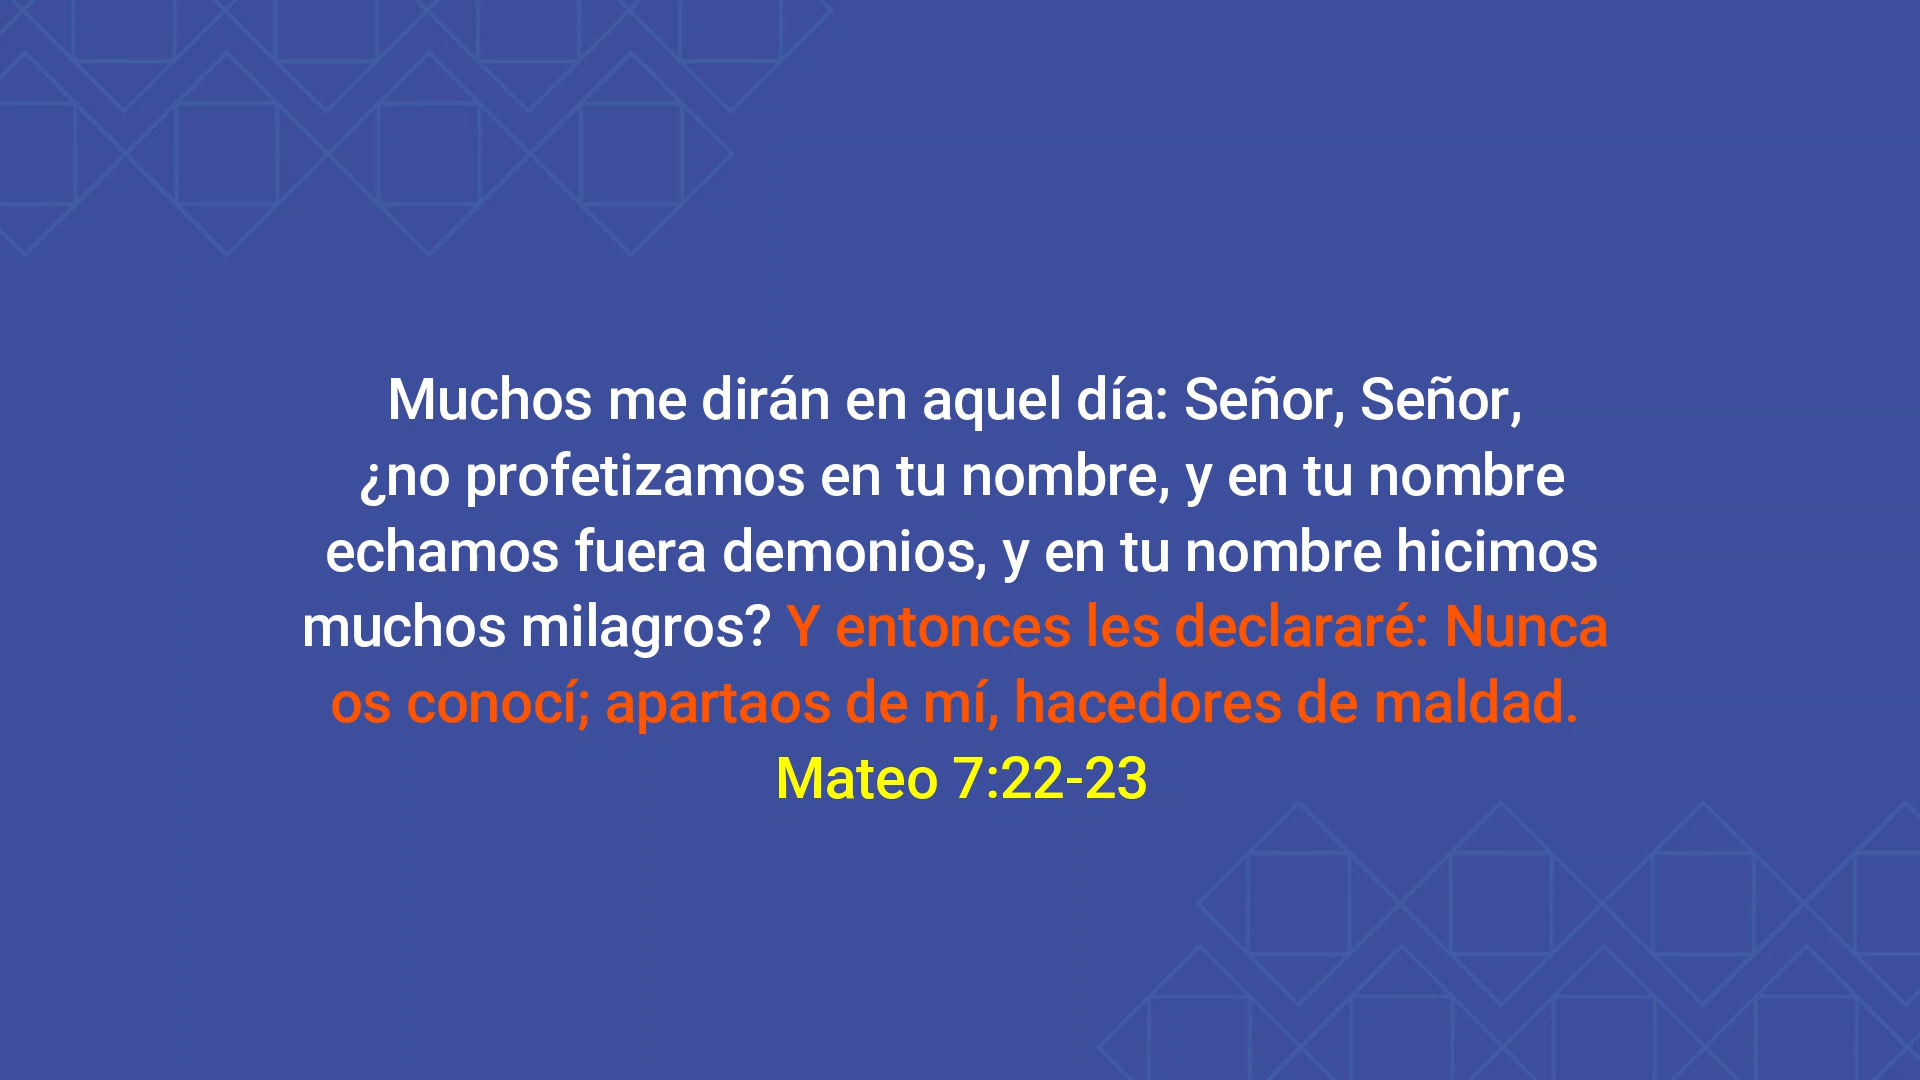 Muchos me dirán en aquel día: Señor, Señor,
¿no profetizamos en tu nombre, y en tu nombre
echamos fuera demonios, y en tu nombre hicimos
muchos milagros? Y entonces les declararé: Nunca
os conocí; apartaos de mí, hacedores de maldad.
Mateo 7:22-23